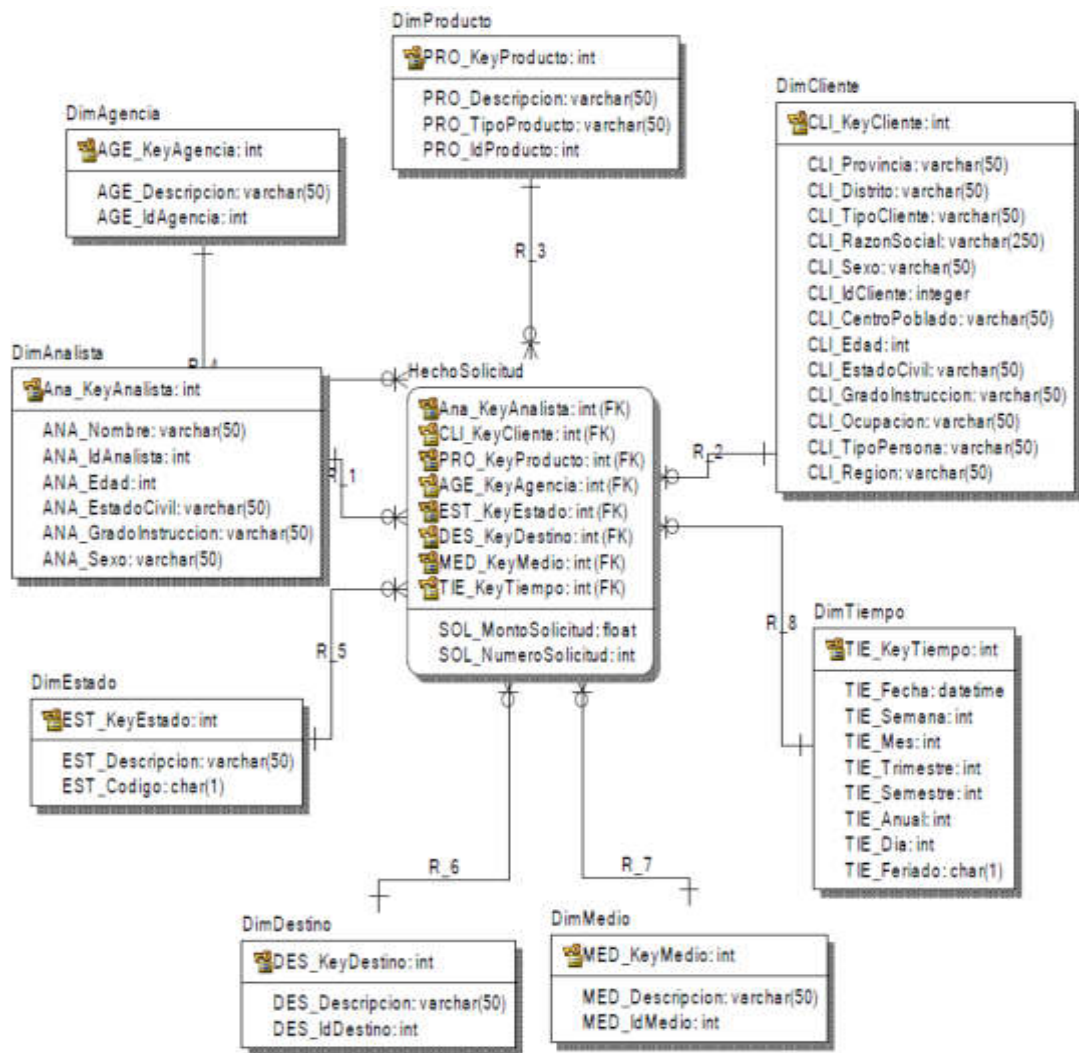 DimProducto
PRO_KeyProducto: int
PRO_Descripcion: varchar(50)
PRO_TipoProducto: varchar(50)
PRO_IdProducto: int
DimAgencia
AGE_KeyAgencia: int
AGE_Descripcion: varchar(50)
AGE_IdAgencia: int
DimCliente
CLI_KeyCliente: int
CLI_Provincia: varchar(50)
CLI_Distrito: varchar(50)
CLI_TipoCliente: varchar(50)
CLI_RazonSocial: varchar(250)
CLI_Sexo: varchar(50)
CLI_IdCliente: integer
CLI_CentroPoblado: varchar(50)
CLI_Edad: int
CLI_EstadoCivil: varchar(50)
CLI_GradoInstruccion: varchar(50)
CLI_Ocupacion: varchar(50)
CLI_TipoPersona: varchar(50)
CLI_Region: varchar(50)
R_3
R_4
DimAnalista
Ana_KeyAnalista: int
ANA_Nombre: varchar(50)
ANA_IdAnalista: int
ANA_Edad: int
ANA_EstadoCivil: varchar(50)
ANA_GradoInstruccion: varchar(50)
ANA_Sexo: varchar(50)
R_1
HechoSolicitud
Ana_KeyAnalista: int (FK)
CLI_KeyCliente: int (FK)
PRO_KeyProducto: int (FK)
AGE_KeyAgencia: int (FK)
EST_KeyEstado: int (FK)
DES_KeyDestino: int (FK)
MED_KeyMedio: int (FK)
TIE_KeyTiempo: int (FK)
SOL_MontoSolicitud: float
SOL_NumeroSolicitud: int
R_2
R_8
R_5
DimTiempo
TIE_KeyTiempo: int
TIE_Fecha: datetime
TIE_Semana: int
TIE_Mes: int
TIE_Trimestre: int
TIE_Semestre: int
TIE_Anual: int
TIE_Dia: int
TIE_Feriado: char(1)
DimEstado
EST_KeyEstado: int
EST_Descripcion: varchar(50)
EST_Codigo: char(1)
R_6
R_7
DimDestino
DES_KeyDestino: int
DES_Descripcion: varchar(50)
DES_IdDestino: int
DimMedio
MED_KeyMedio: int
MED_Descripcion: varchar(50)
MED_IdMedio: int